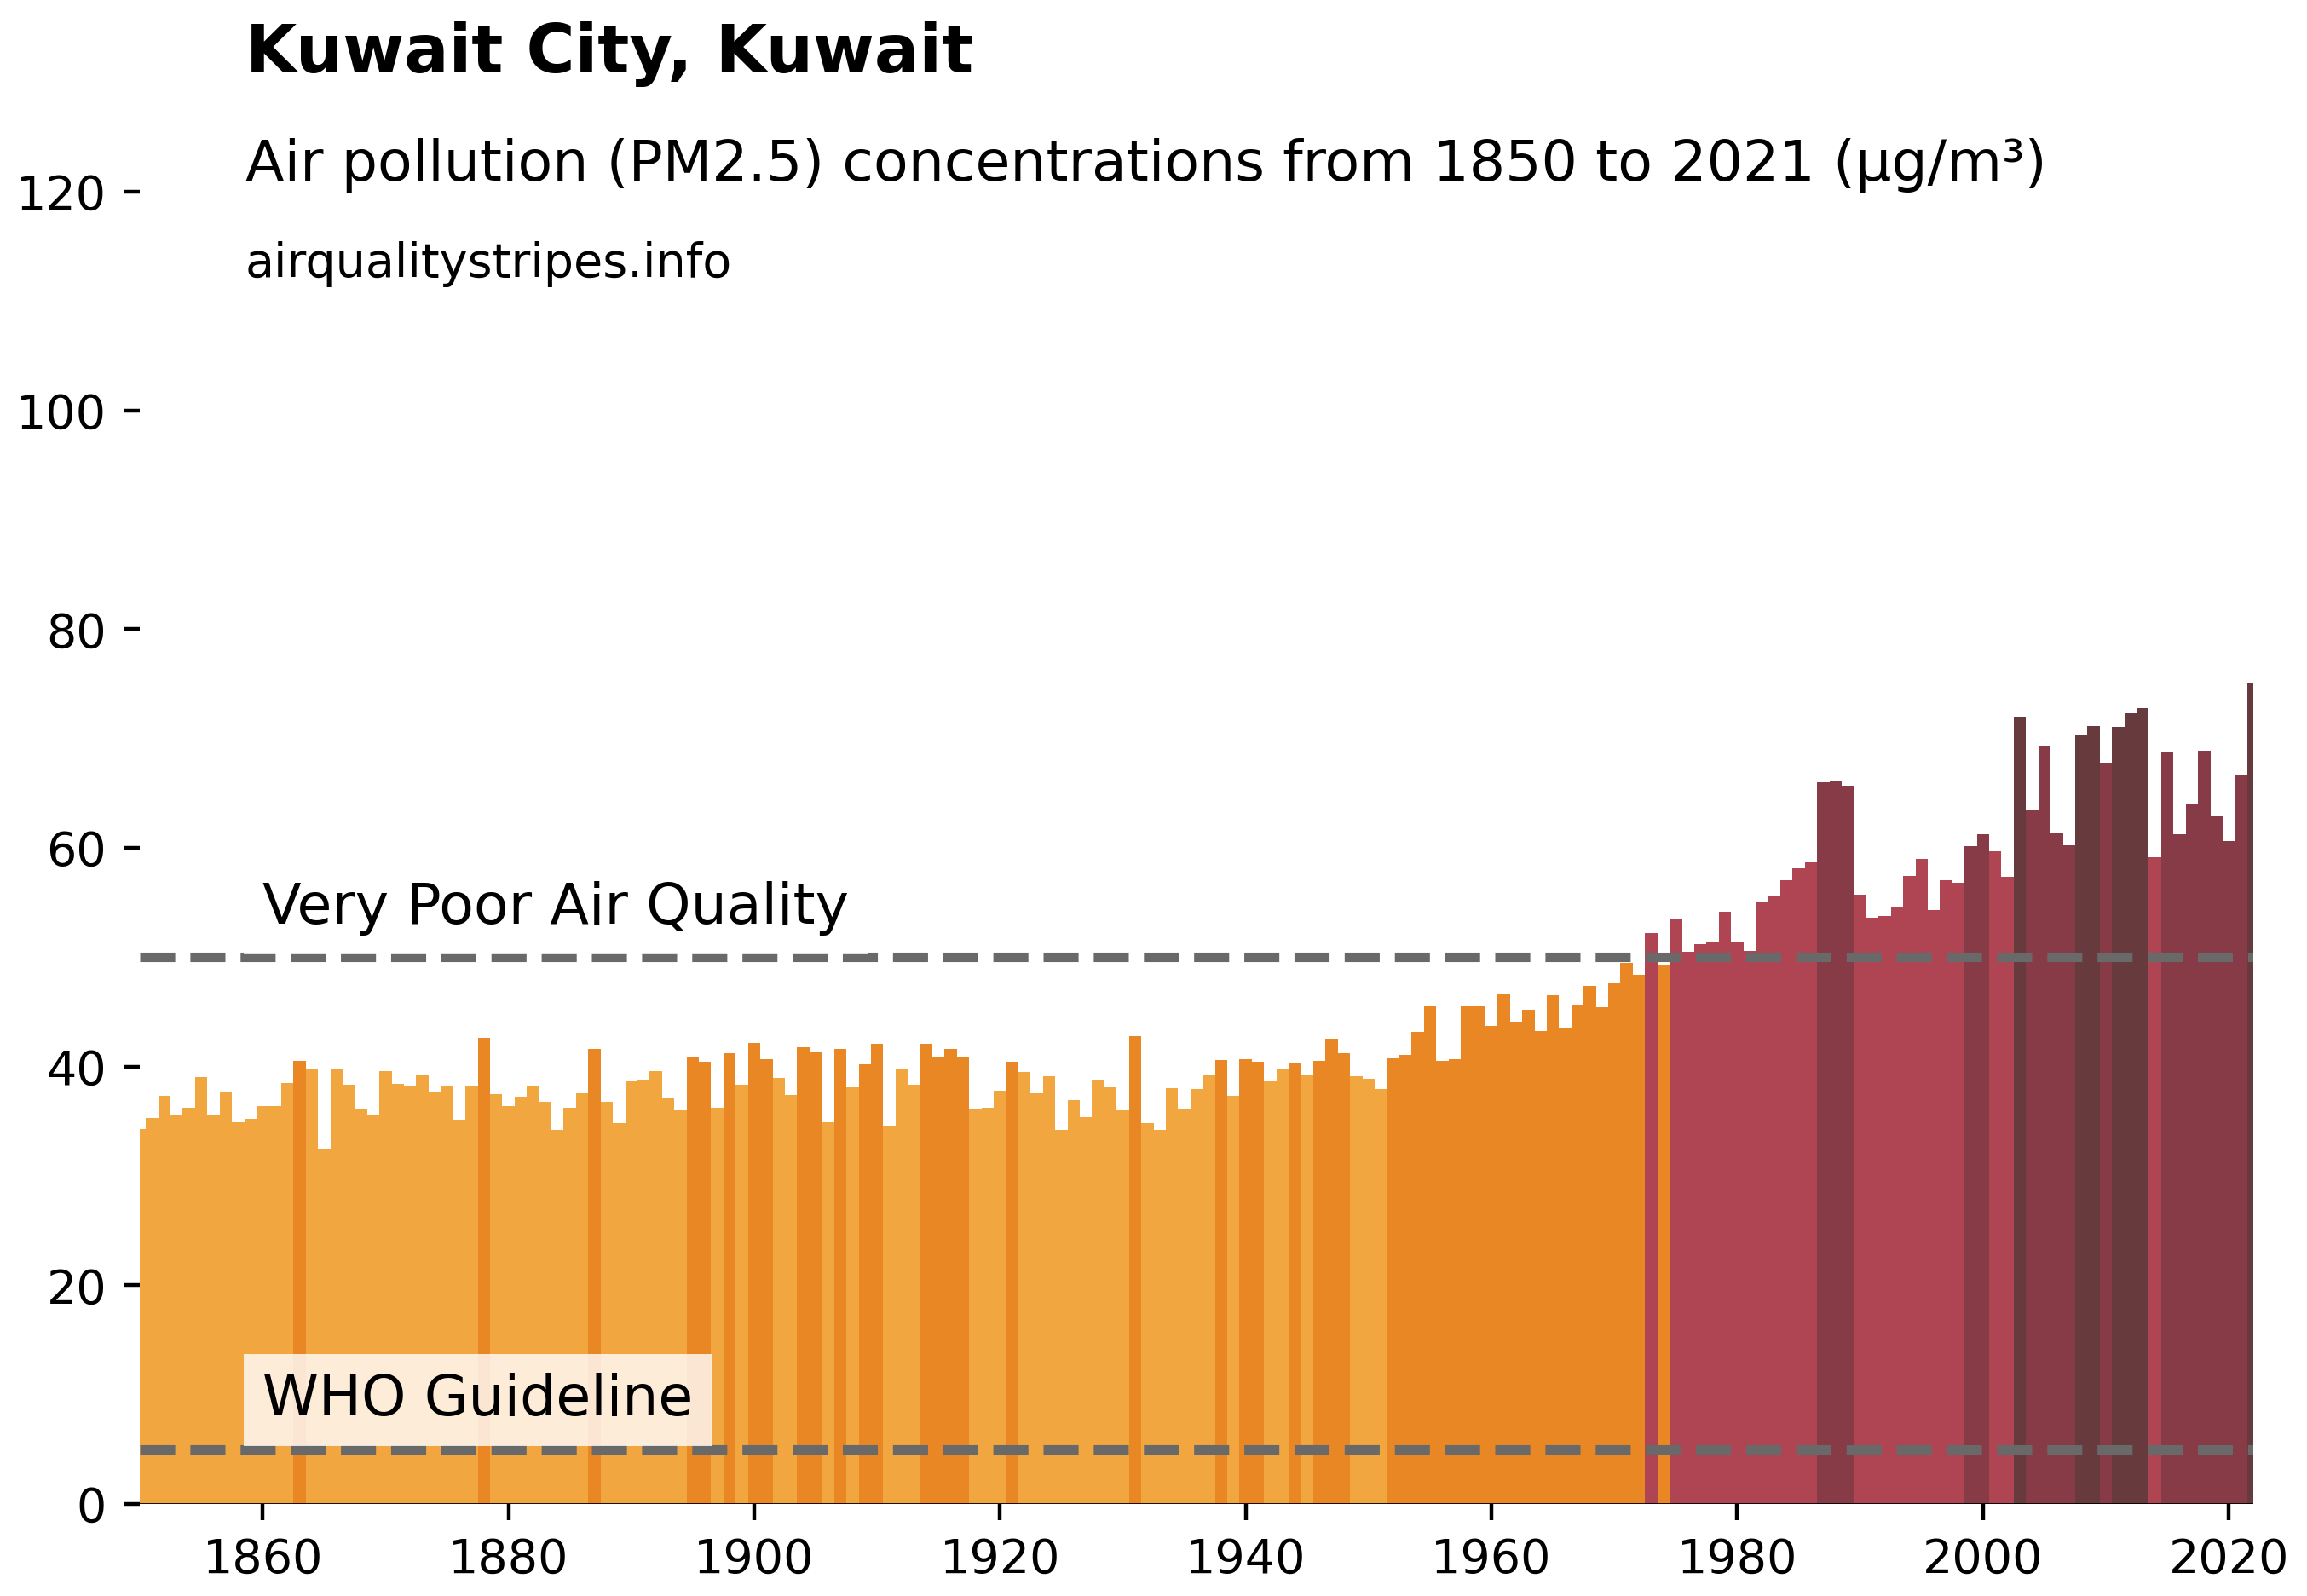 Kuwait City, Kuwait
Air pollution (PM2.5) concentrations from 1850 to 2021 (µg/m³)
airqualitystripes.info
120
100
80
60
Very Poor Air Quality
40
20
WHO Guideline
0
1860 1880 1900 1920 1940 1960 1980 2000 2020